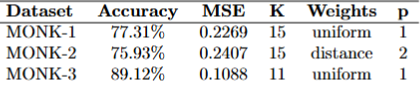 Dataset Accuracy MSE K Weights p
MONK-1 77.31% 0.2269 15 uniform 1
MONK-2 75.93% 0.2407 15 distance 2
MONK-3 89.12% 0.1088 11 uniform 1